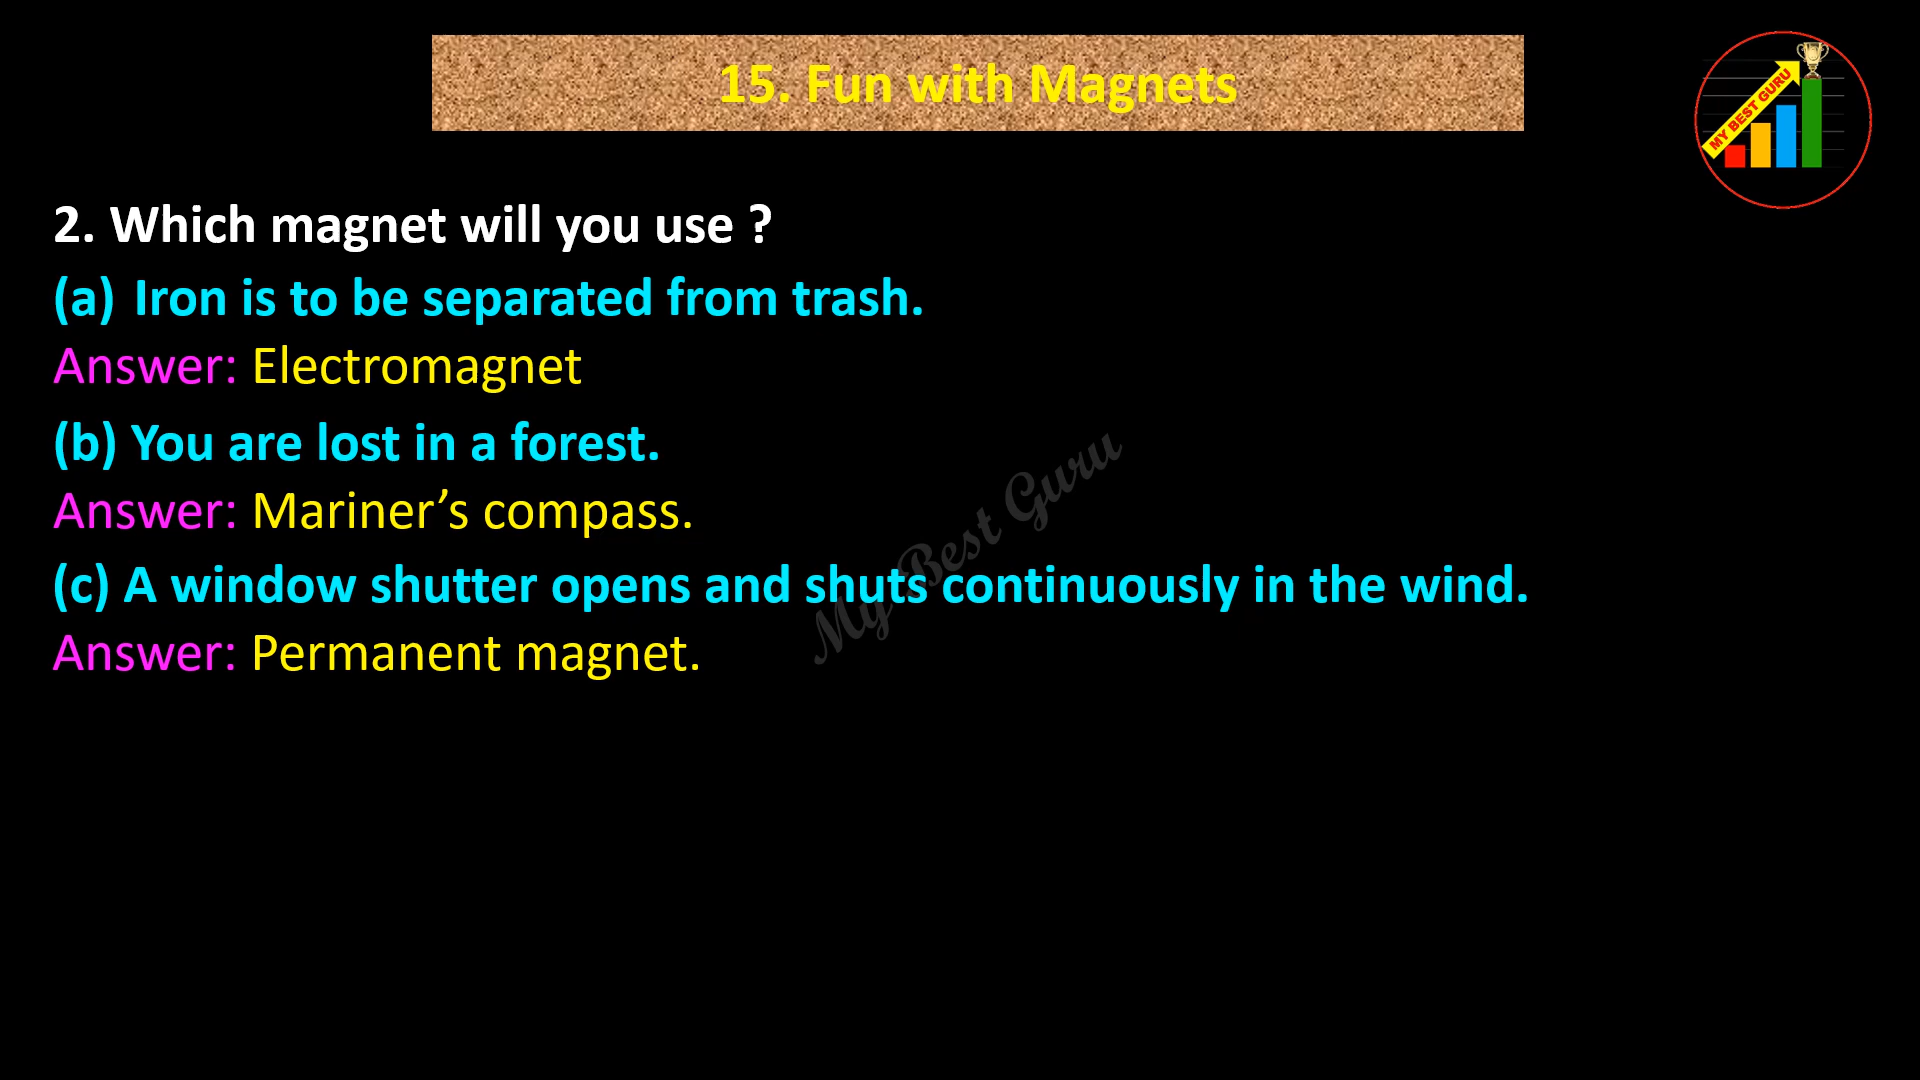 15. Fun with Magnets
MY BEST GURU
2. Which magnet will you use ?
(a) Iron is to be separated from trash.
Answer: Electromagnet
(b) You are lost in a forest.
Answer: Mariner’s compass.
(c) A window shutter opens and shuts continuously in the wind.
Answer: Permanent magnet.
My Best Guru